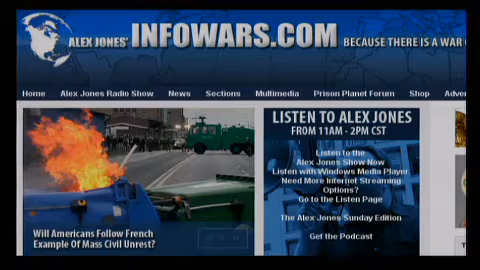 ALEX JONES' INFOWARS.COM BECAUSE THERE IS A WAR
Home Alex Jones Radio Show News Sections Multimedia Prison Planet Forum Shop Adver
LISTEN TO ALEX JONES
FROM 11AM - 2PM CST
Listen to the
Alex Jones Show Now
Listen with Windows Media Player
Need More Internet Streaming
Options?
Go to the Listen Page
The Alex Jones Sunday Edition
Get the Podcast
Will Americans Follow French
Example Of Mass Civil Unrest?